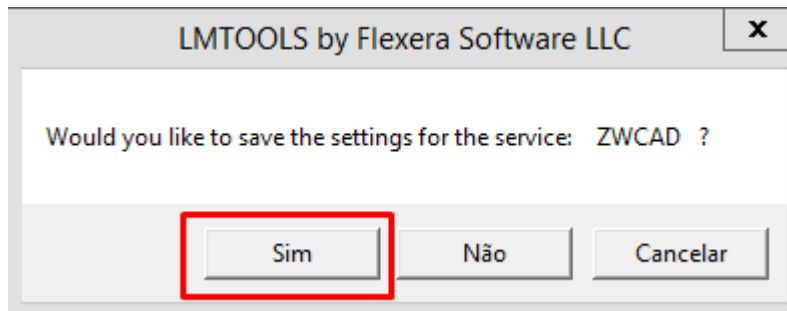 LMTOOLS by Flexera Software LLC x
Would you like to save the settings for the service: ZWCAD ?
Sim Não Cancelar